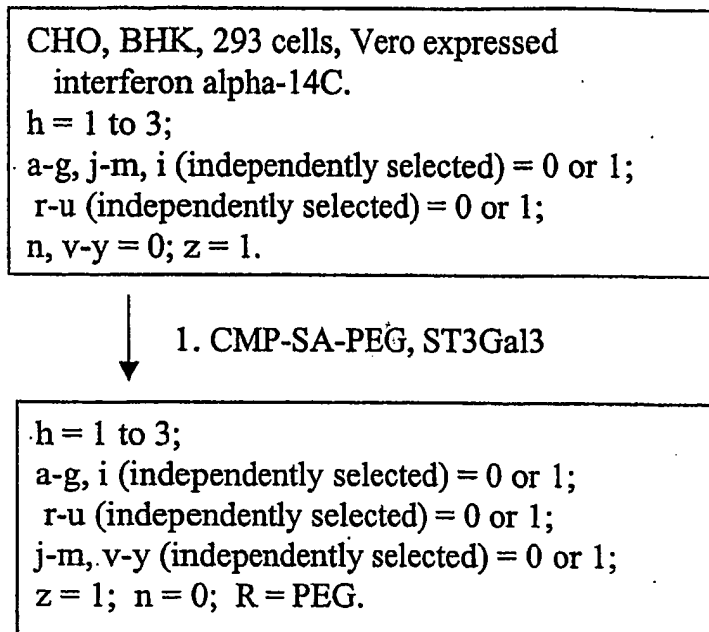 CHO, BHK, 293 cells, Vero expressed
interferon alpha-14C.
h = 1 to 3;
a-g, j-m, i (independently selected) = 0 or 1;
r-u (independently selected) = 0 or 1;
n, v-y = 0; z = 1.
1. CMP-SA-PEG, ST3Gal3
h = 1 to 3;
a-g, i (independently selected) = 0 or 1;
r-u (independently selected) = 0 or 1;
j-m, v-y (independently selected) = 0 or 1;
z = 1; n = 0; R = PEG.